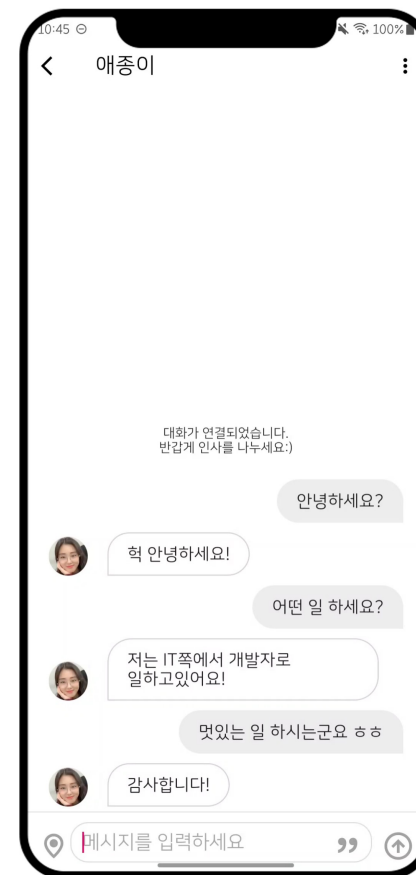 10:45
100%
애종이
대화가 연결되었습니다.
반갑게 인사를 나누세요:)
안녕하세요?
헉 안녕하세요!
어떤 일 하세요?
저는 IT쪽에서 개발자로
일하고있어요!
멋있는 일 하시는군요 ㅎㅎ
감사합니다!
메시지를 입력하세요